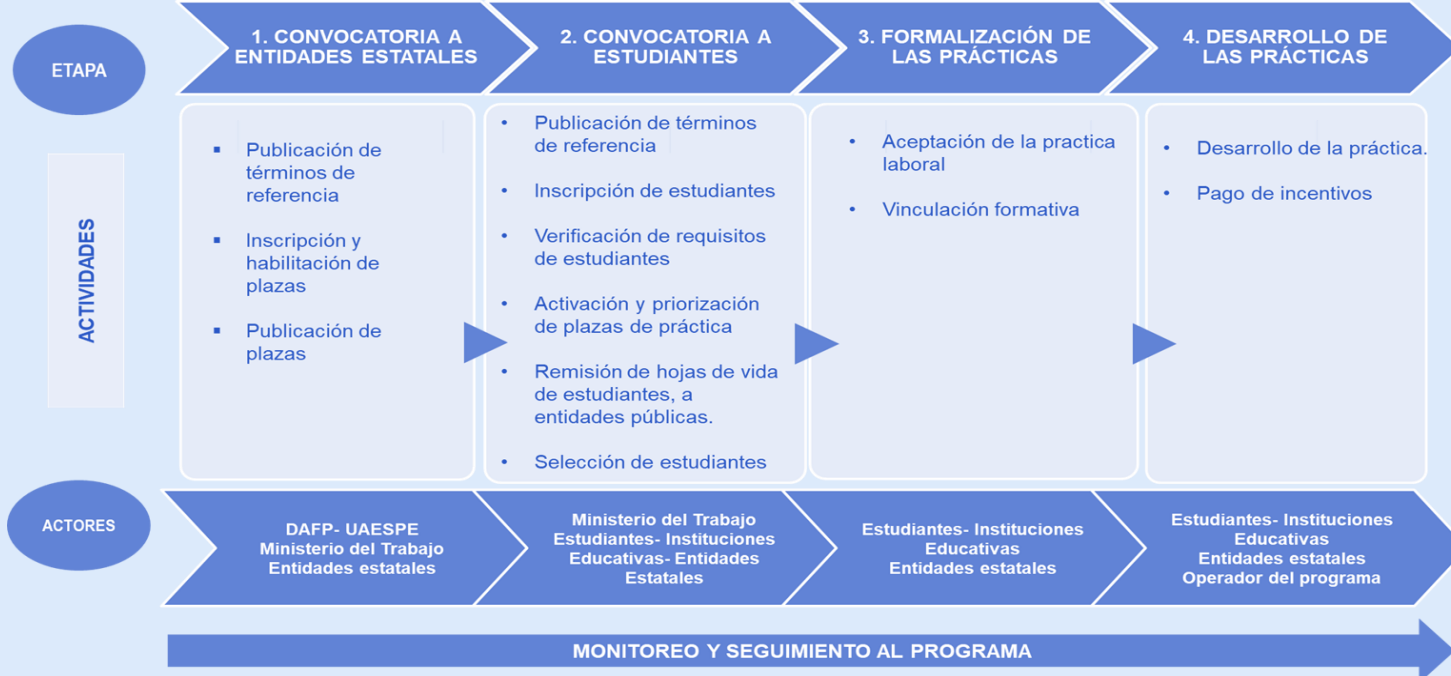 ETAPA
1. CONVOCATORIA A
ENTIDADES ESTATALES
2. CONVOCATORIA A
ESTUDIANTES
3. FORMALIZACIÓN DE
LAS PRÁCTICAS
4. DESARROLLO DE
LAS PRÁCTICAS
ACTIVIDADES
▪ Publicación de
términos de
referencia
▪ Inscripción y
habilitación de
plazas
▪ Publicación de
plazas
• Publicación de términos
de referencia
• Inscripción de estudiantes
• Verificación de requisitos
de estudiantes
• Activación y priorización
de plazas de práctica
• Remisión de hojas de vida
de estudiantes, a
entidades públicas.
• Selección de estudiantes
• Aceptación de la practica
laboral
• Vinculación formativa
• Desarrollo de la práctica.
• Pago de incentivos
ACTORES
DAFP- UAESPE
Ministerio del Trabajo
Entidades estatales
Ministerio del Trabajo
Estudiantes- Instituciones
Educativas- Entidades
Estatales
Estudiantes- Instituciones
Educativas
Entidades estatales
Estudiantes- Instituciones
Educativas
Entidades estatales
Operador del programa
MONITOREO Y SEGUIMIENTO AL PROGRAMA